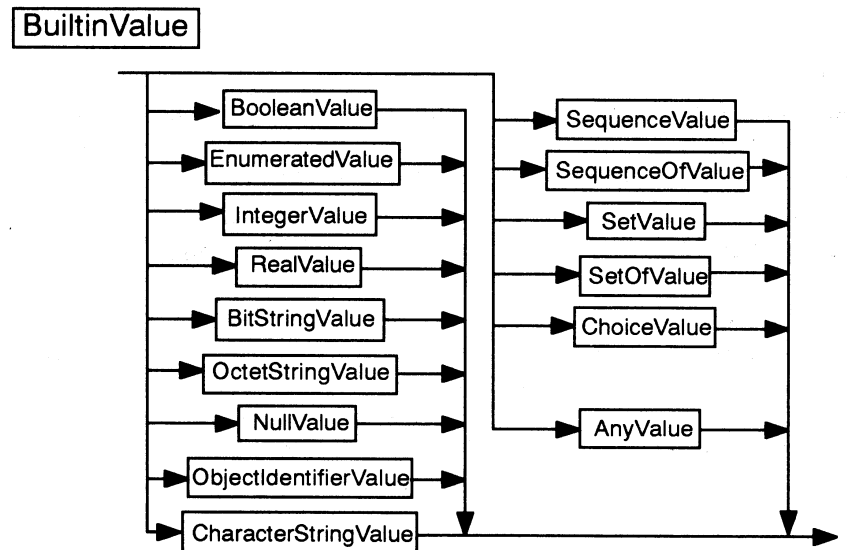 BuiltinValue
BooleanValue
EnumeratedValue
IntegerValue
RealValue
BitStringValue
OctetStringValue
NullValue
ObjectIdentifierValue
CharacterStringValue
SequenceValue
SequenceOfValue
SetValue
SetOfValue
ChoiceValue
AnyValue